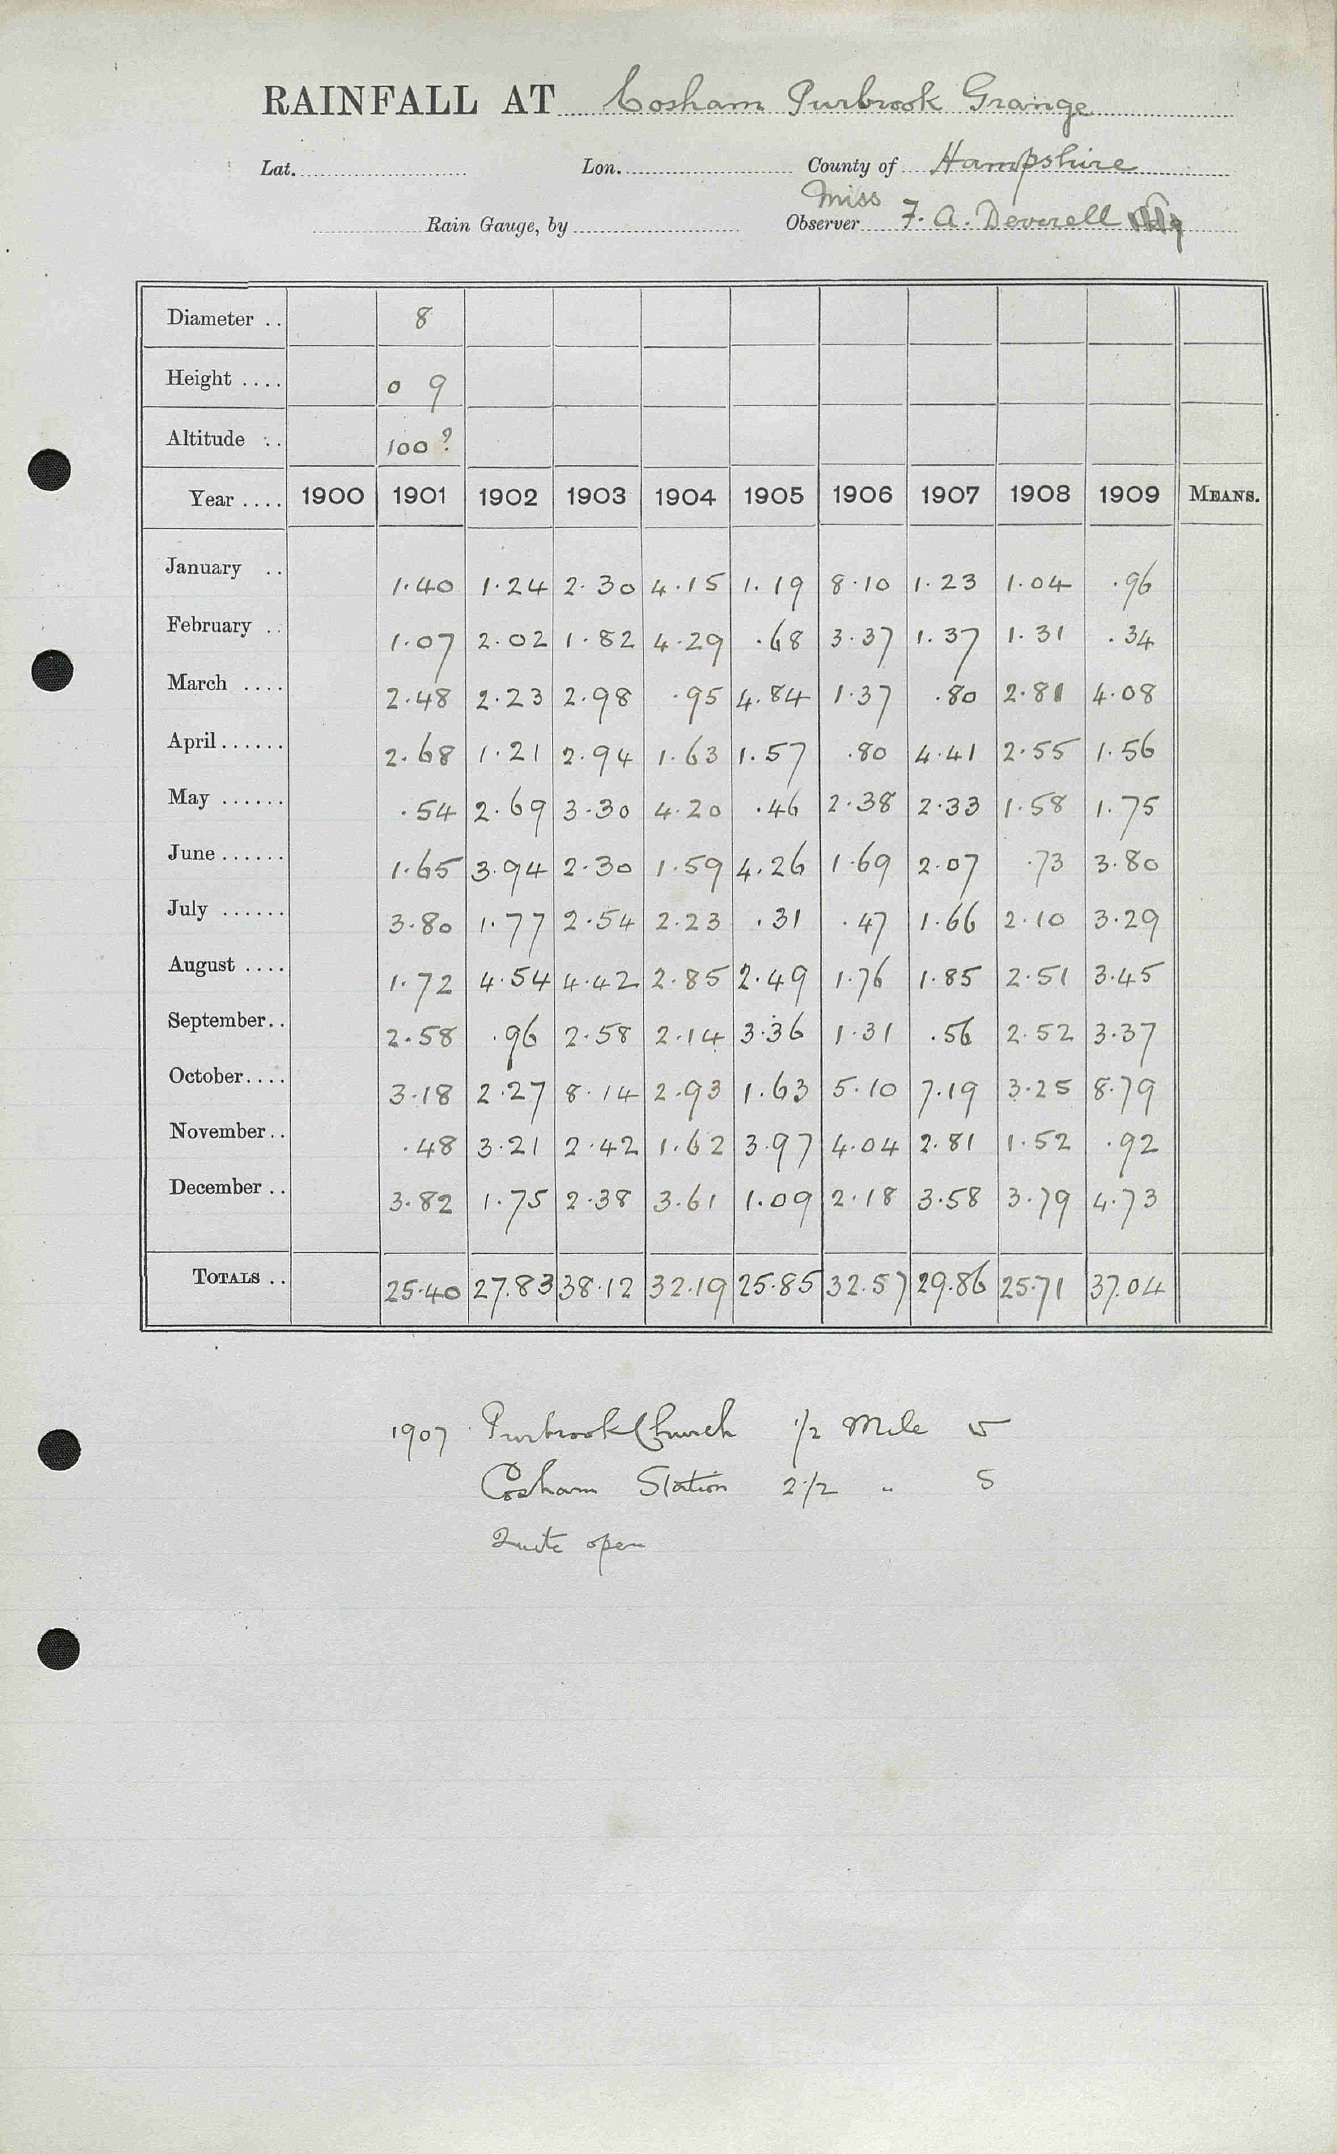 RAINFALL AT Cosham Purbrook Grange
Lat. Lon. County of Hampshire
Miss
Rain Gauge, by Observer F. A. Deverell
Diameter .. 8
Height .... 0 9
Altitude .. 100?
Year .... 1900 1901 1902 1903 1904 1905 1906 1907 1908 1909 MEANS.
January .. 1.40 1.24 2.30 4.15 1.19 8.10 1.23 1.04 .96
February .. 1.07 2.02 1.82 4.29 .68 3.37 1.37 1.31 .34
March .... 2.48 2.23 2.98 .95 4.84 1.37 .80 2.81 4.08
April...... 2.68 1.21 2.94 1.63 1.57 .80 4.41 2.55 1.56
May ...... .54 2.69 3.30 4.20 .46 2.38 2.33 1.58 1.75
June...... 1.65 3.94 2.30 1.59 4.26 1.69 2.07 .73 3.80
July ...... 3.80 1.77 2.54 2.23 .31 .47 1.66 2.10 3.29
August .... 1.72 4.54 4.42 2.85 2.49 1.76 1.85 2.51 3.45
September.. 2.58 .96 2.58 2.14 3.36 1.31 .56 2.52 3.37
October.... 3.18 2.27 8.14 2.93 1.63 5.10 7.19 3.25 8.79
November.. .48 3.21 2.42 1.62 3.97 4.04 2.81 1.52 .92
December .. 3.82 1.75 2.38 3.61 1.09 2.18 3.58 3.79 4.73
TOTALS .. 25.40 27.83 38.12 32.19 25.85 32.57 29.86 25.71 37.04
1907 Purbrook Church 1/2 Mile
Cosham Station 2 1/2 " S
Quite open